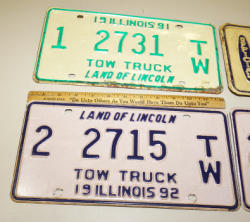 19 ILLINOIS 91
1 2731 TW
TOW TRUCK
LAND OF LINCOLN
"Do Unto Others As You Would Have Them Do Unto You"
LAND OF LINCOLN
2 2715 TW
TOW TRUCK
19 ILLINOIS 92